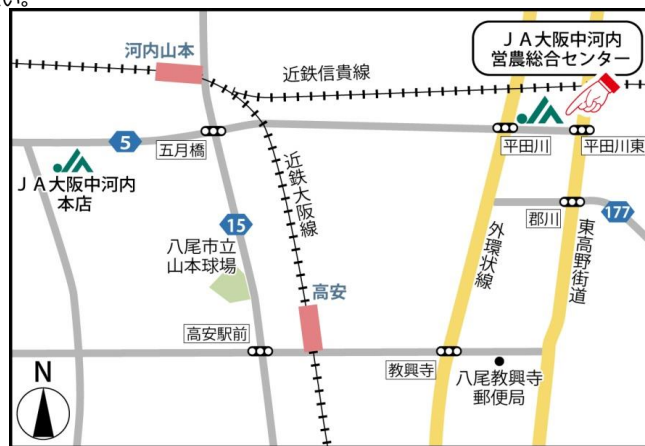 い。
河内山本
ＪＡ大阪中河内
営農総合センター
近鉄信貴線
5
五月橋
平田川
平田川東
ＪＡ大阪中河内
本店
近鉄大阪線
15
177
郡川
八尾市立
山本球場
外環状線
東高野街道
高安
高安駅前
教興寺
八尾教興寺
郵便局
N